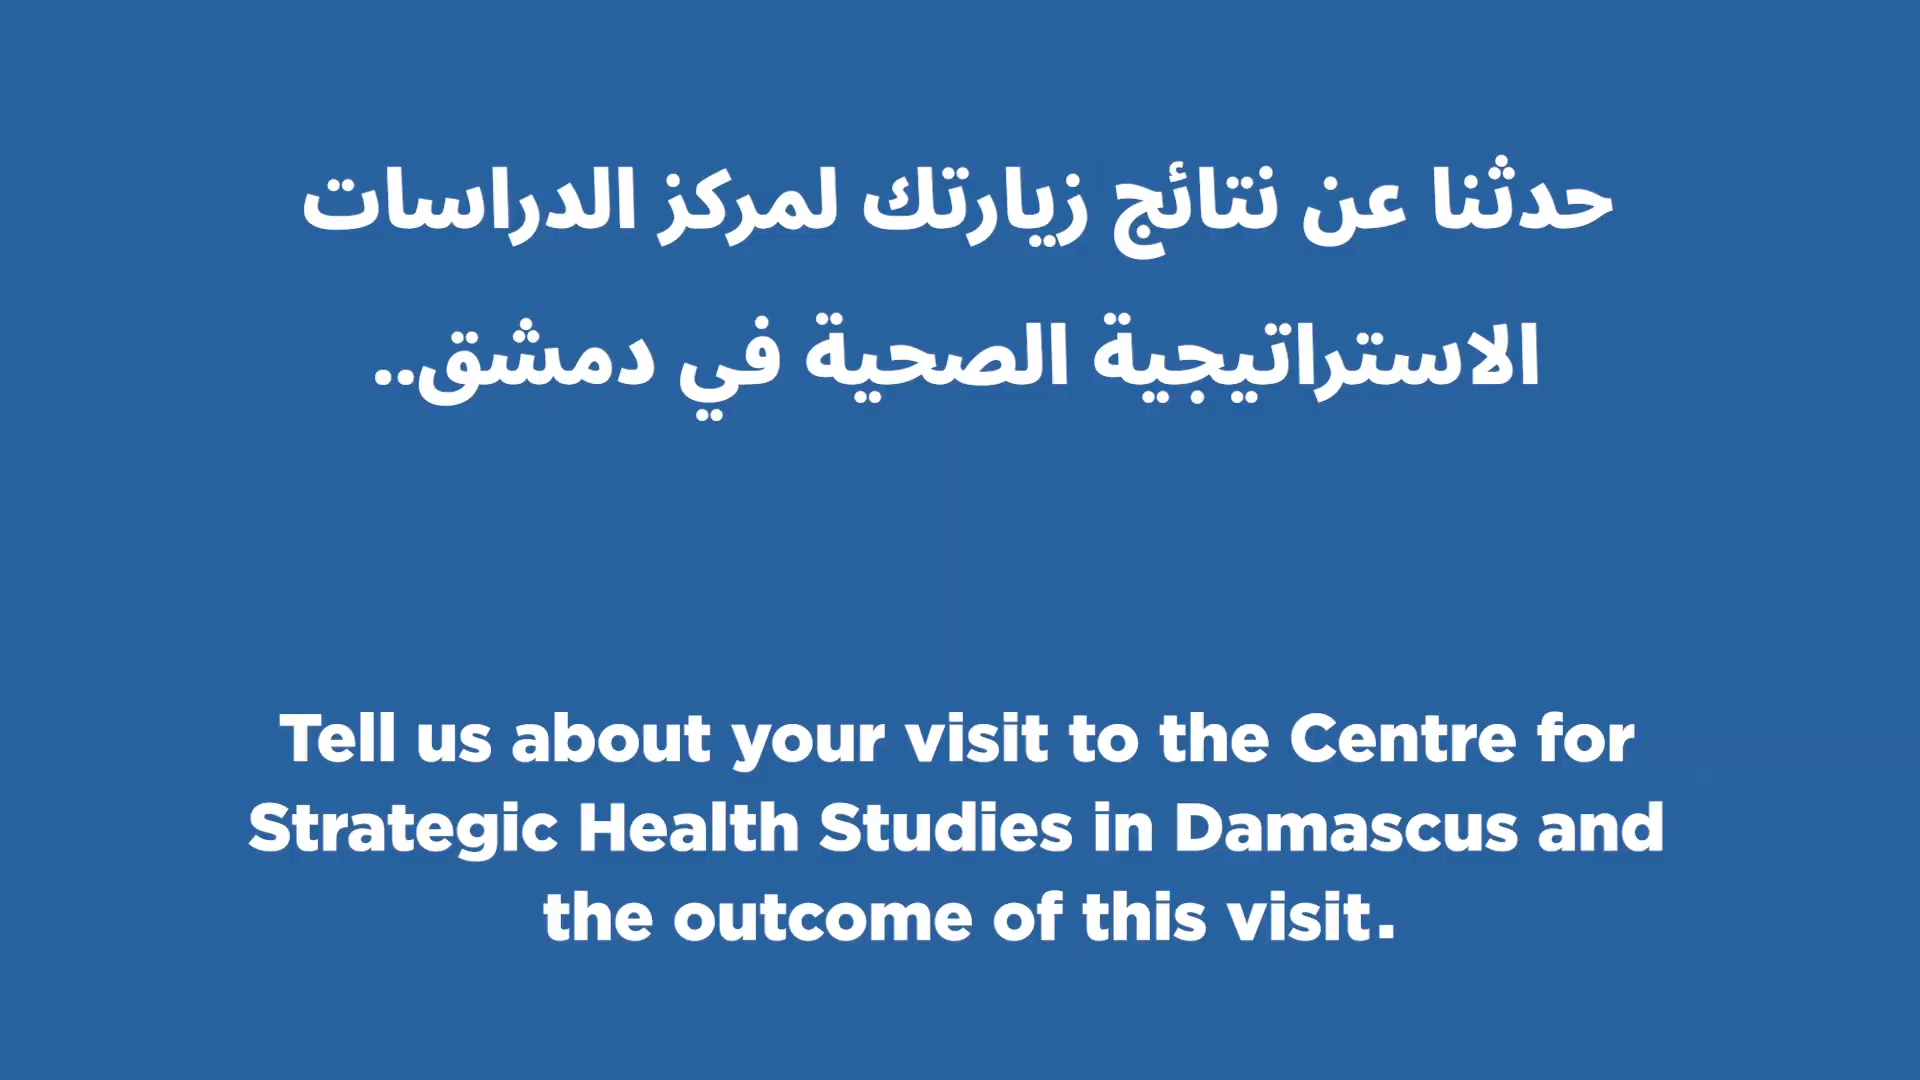 حدثنا عن نتائج زيارتك لمركز الدراسات
الاستراتيجية الصحية في دمشق..
Tell us about your visit to the Centre for
Strategic Health Studies in Damascus and
the outcome of this visit.